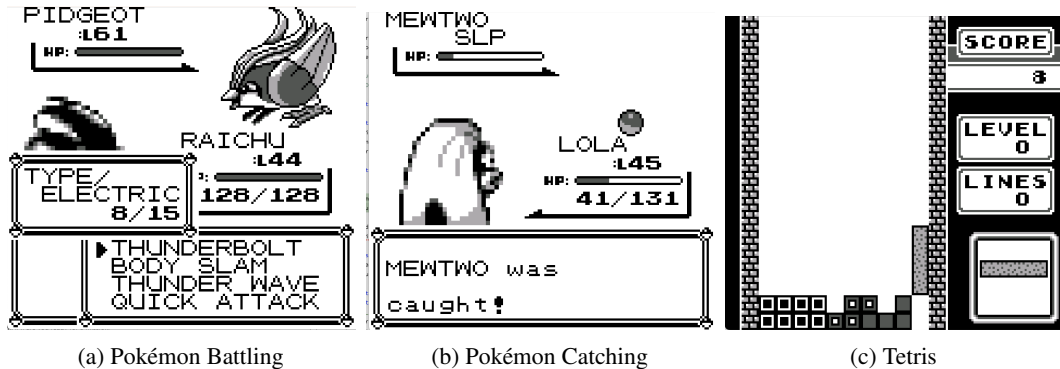 PIDGEOT
:L61
HP:
RAICHU
:L44
128/128
TYPE/
ELECTRIC
8/15
THUNDERBOLT
BODY SLAM
THUNDER WAVE
QUICK ATTACK
(a) Pokémon Battling
MEWTWO
SLP
HP:
LOLA
:L45
HP:
41/131
MEWTWO was
caught!
(b) Pokémon Catching
SCORE
8
LEVEL
0
LINES
0
(c) Tetris